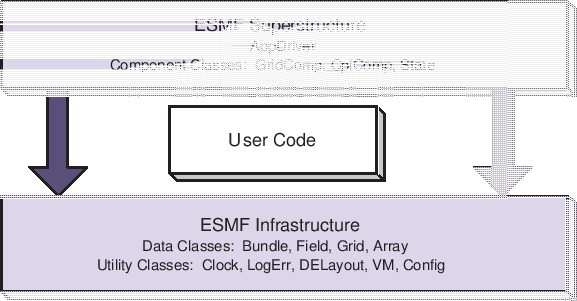 ESMF Superstructure
AppDriver
Component Classes: GridComp, CplComp, State
User Code
ESMF Infrastructure
Data Classes: Bundle, Field, Grid, Array
Utility Classes: Clock, LogErr, DELayout, VM, Config